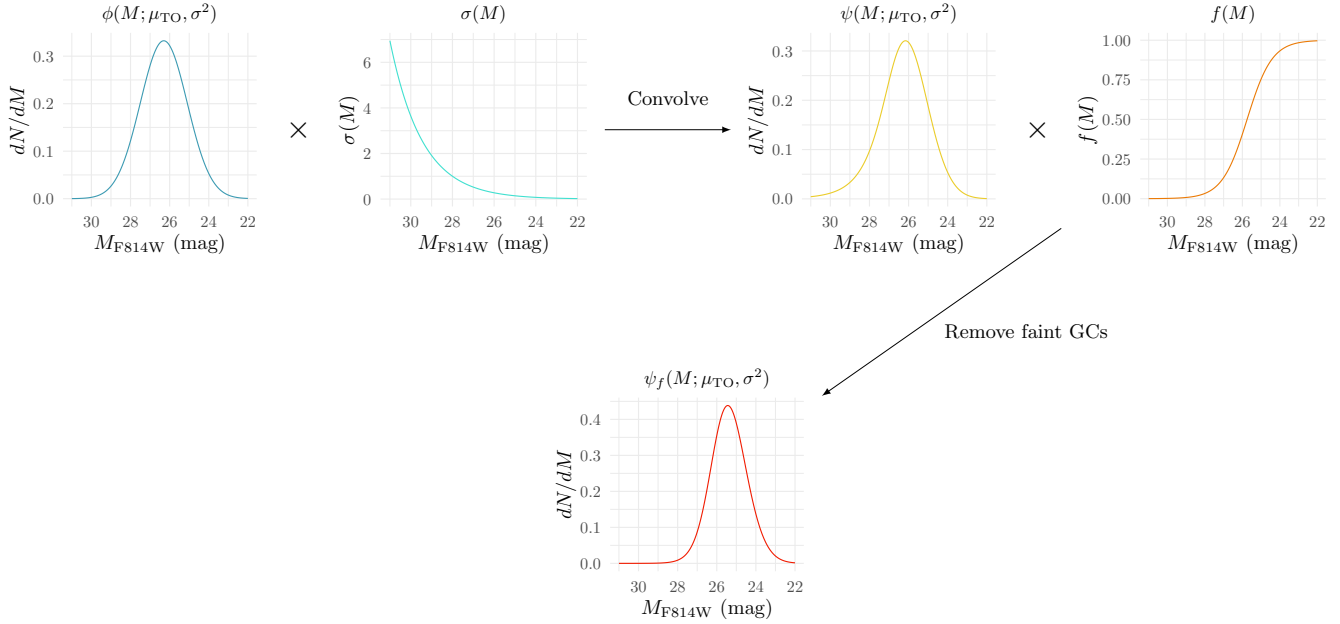 ϕ(M; μ_TO, σ²)
σ(M)
ψ(M; μ_TO, σ²)
f(M)
dN/dM
0.3
0.2
0.1
0.0
30 28 26 24 22
M_F814W (mag)
×
σ(M)
6
4
2
0
30 28 26 24 22
M_F814W (mag)
Convolve
dN/dM
0.3
0.2
0.1
0.0
30 28 26 24 22
M_F814W (mag)
×
f(M)
1.00
0.75
0.50
0.25
0.00
30 28 26 24 22
M_F814W (mag)
Remove faint GCs
ψ_f(M; μ_TO, σ²)
dN/dM
0.4
0.3
0.2
0.1
0.0
30 28 26 24 22
M_F814W (mag)